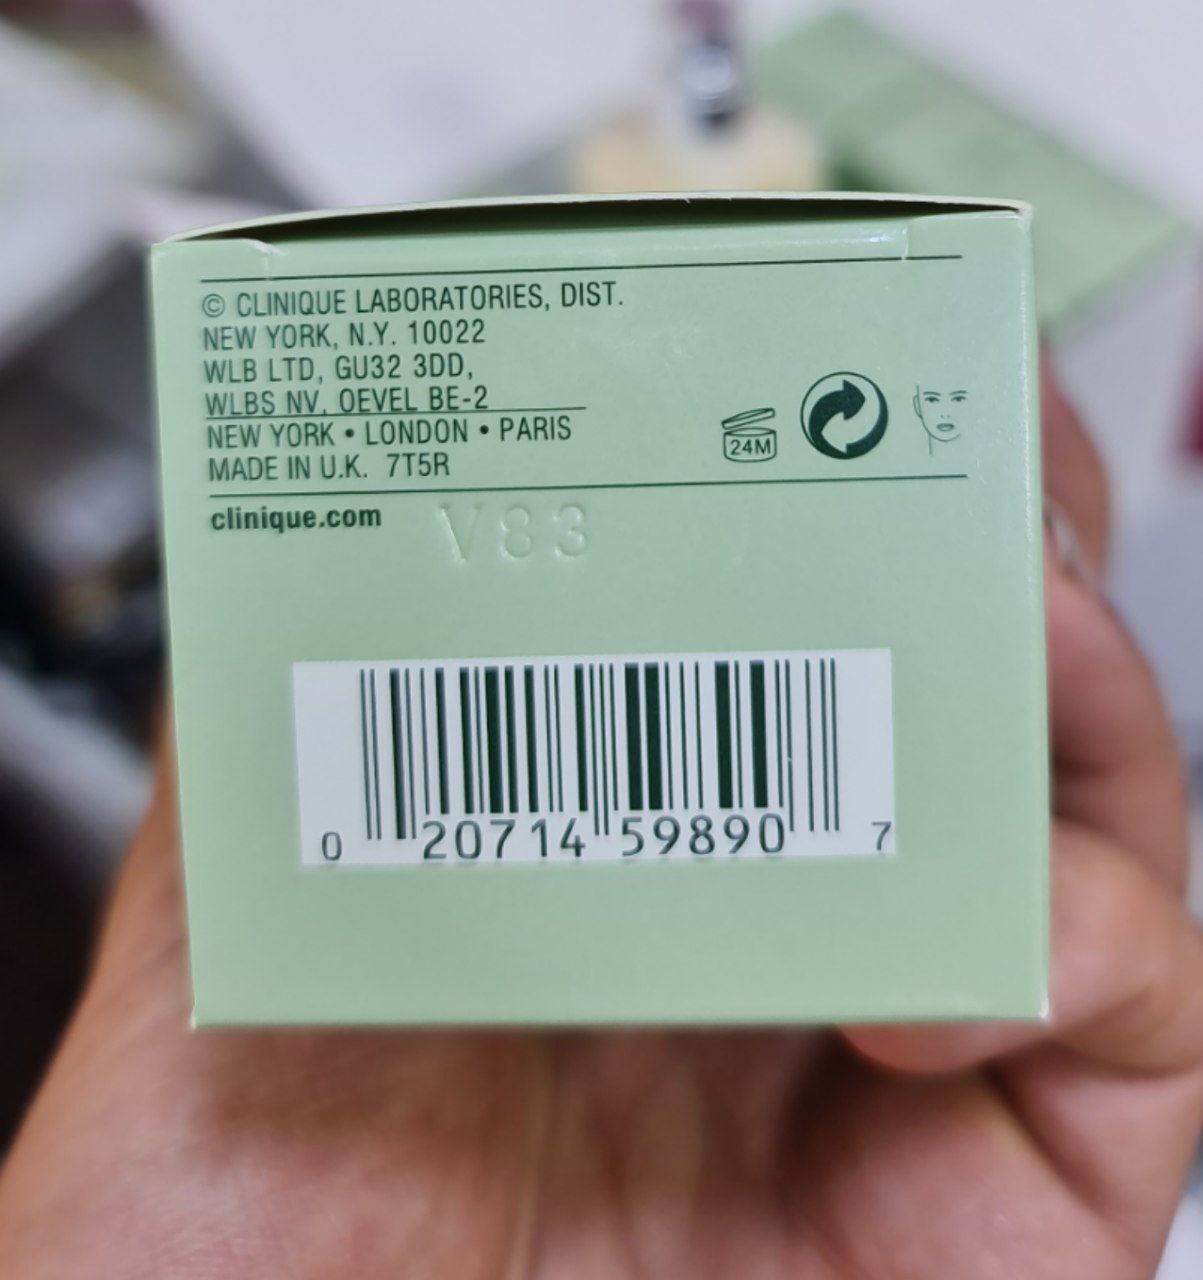 © CLINIQUE LABORATORIES, DIST.
NEW YORK, N.Y. 10022
WLB LTD, GU32 3DD,
WLBS NV, OEVEL BE-2
NEW YORK • LONDON • PARIS
MADE IN U.K. 7T5R
24M
clinique.com
V83
0 20714 59890 7